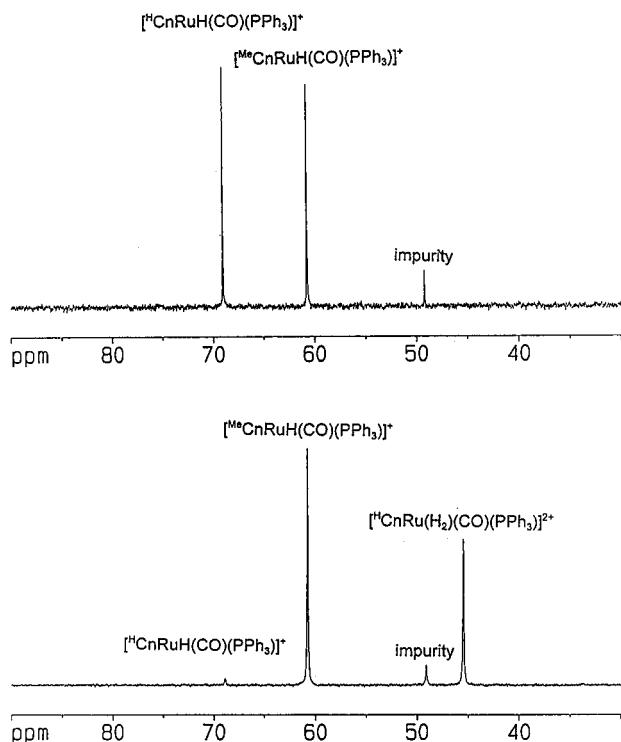 [ᴴCnRuH(CO)(PPh₃)]⁺
[ᴹᵉCnRuH(CO)(PPh₃)]⁺
impurity
ppm 80 70 60 50 40
[ᴹᵉCnRuH(CO)(PPh₃)]⁺
[ᴴCnRu(H₂)(CO)(PPh₃)]²⁺
[ᴴCnRuH(CO)(PPh₃)]⁺
impurity
ppm 80 70 60 50 40